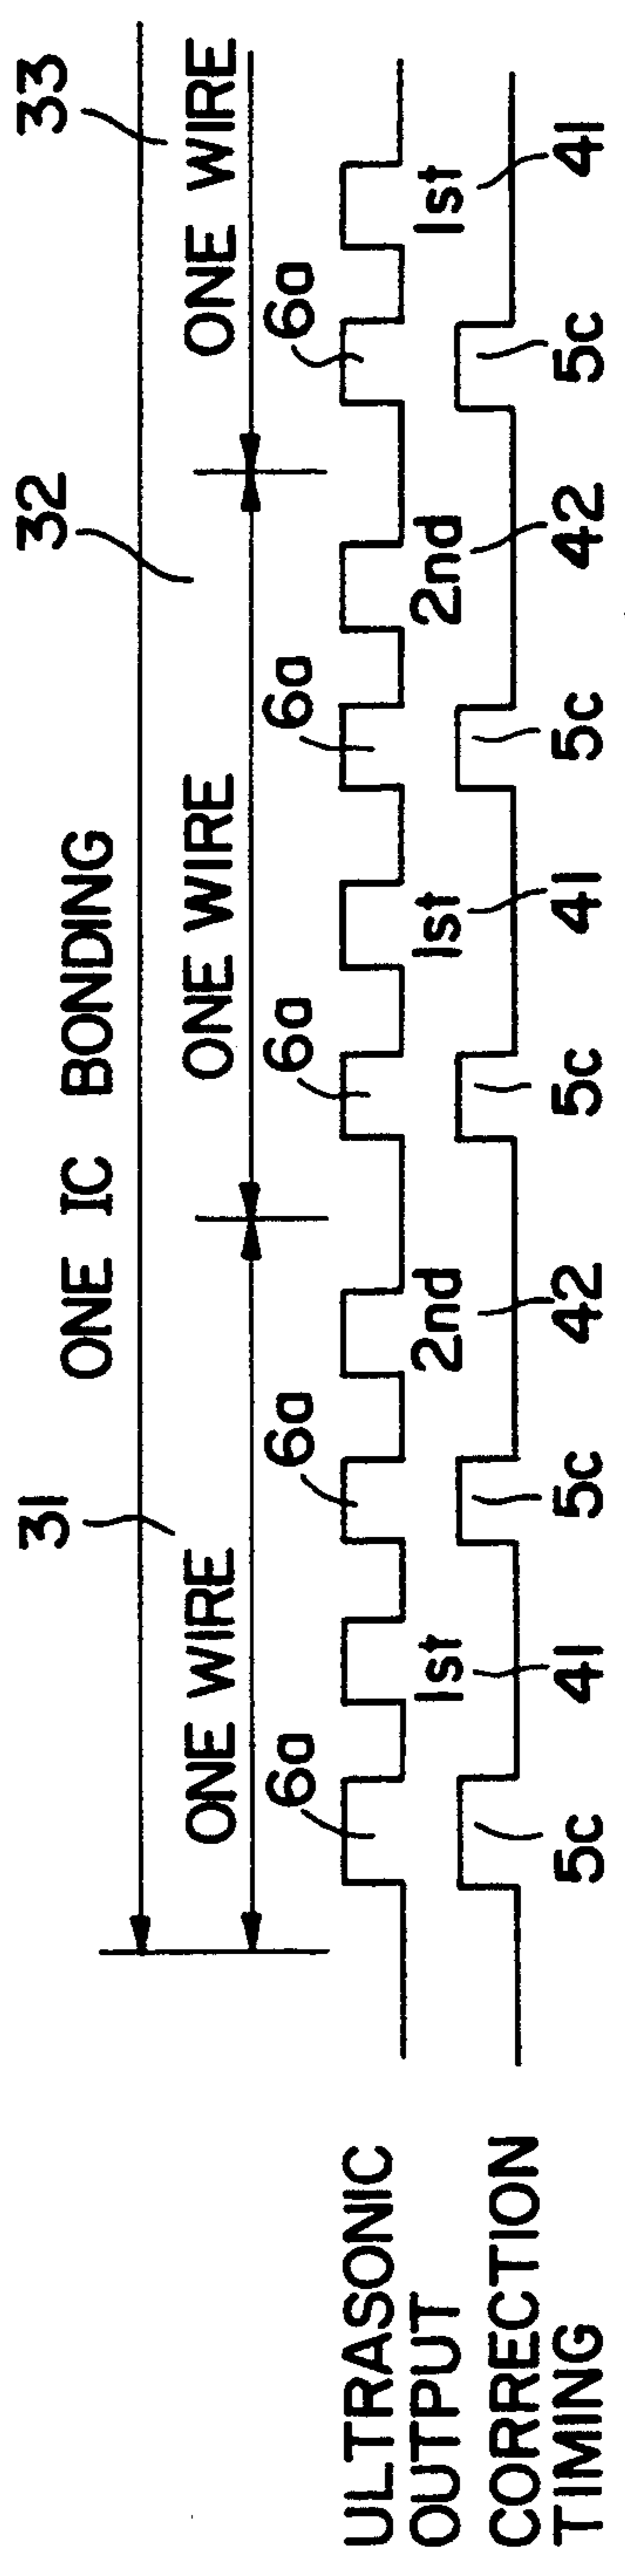 31
32
33
ONE IC BONDING
ONE WIRE
ONE WIRE
ONE WIRE
6a
6a
6a
6a
6a
ULTRASONIC
OUTPUT
1st
2nd
1st
2nd
1st
CORRECTION
TIMING
5c
41
5c
42
5c
41
5c
42
5c
41